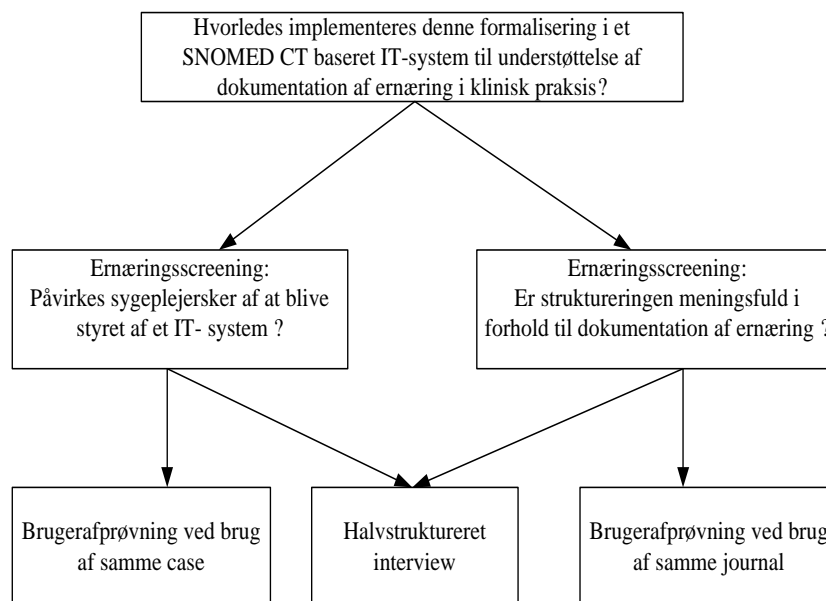 Hvorledes implementeres denne formalisering i et
SNOMED CT baseret IT-system til understøttelse af
dokumentation af ernæring i klinisk praksis?
Ernæringsscreening:
Påvirkes sygeplejersker af at blive
styret af et IT- system ?
Ernæringsscreening:
Er struktureringen meningsfuld i
forhold til dokumentation af ernæring ?
Brugerafprøvning ved brug
af samme case
Halvstruktureret
interview
Brugerafprøvning ved brug
af samme journal